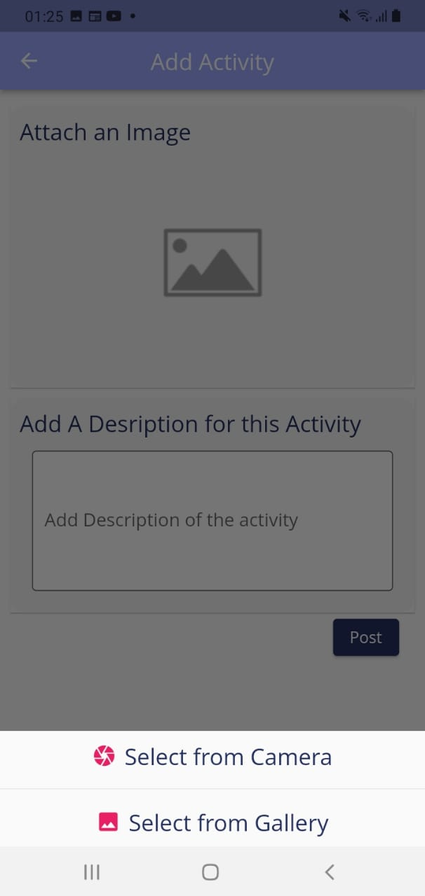 01:25
Add Activity
Attach an Image
Add A Desription for this Activity
Add Description of the activity
Post
Select from Camera
Select from Gallery